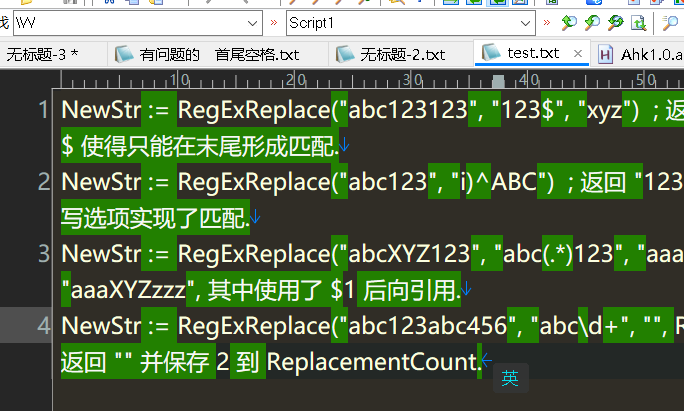 找 \W Script1
无标题-3 * 有问题的 首尾空格.txt 无标题-2.txt test.txt × Ahk1.0.a
10 20 30 40 50
1 NewStr := RegExReplace("abc123123", "123$", "xyz") ; 返
$ 使得只能在末尾形成匹配.↓
2 NewStr := RegExReplace("abc123", "i)^ABC") ; 返回 "123
写选项实现了匹配.↓
3 NewStr := RegExReplace("abcXYZ123", "abc(.*)123", "aaa
"aaaXYZzzz", 其中使用了 $1 后向引用.↓
4 NewStr := RegExReplace("abc123abc456", "abc\d+", "", R
返回 "" 并保存 2 到 ReplacementCount.←
英